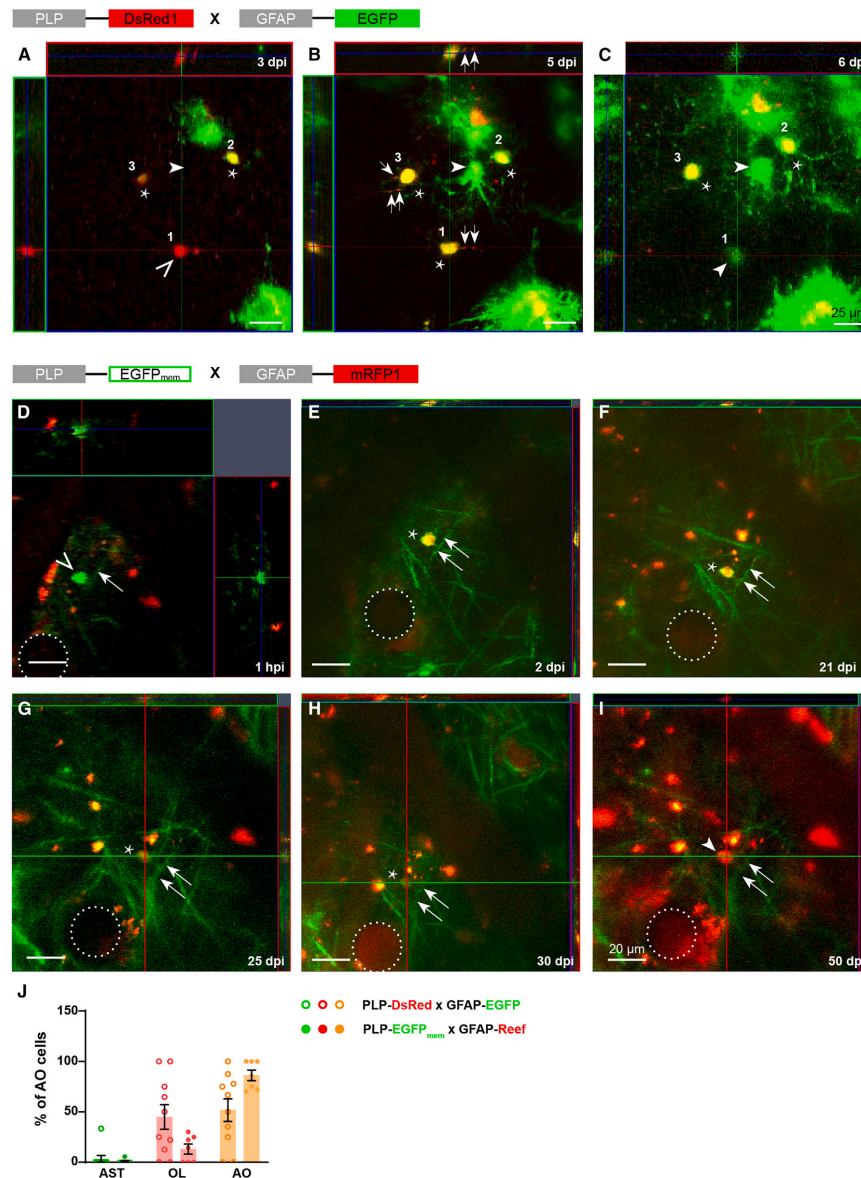 PLP DsRed1 X GFAP EGFP
A 3 dpi
B 5 dpi
C 6 dp
1 2 3
1 2 3
1 2 3
25 µm
PLP EGFPmem X GFAP mRFP1
D 1 hpi
E 2 dpi
F 21 dpi
G 25 dpi
H 30 dpi
I 50 dp
20 µm
J
% of AO cells
150
100
50
0
AST OL AO
PLP-DsRed x GFAP-EGFP
PLP-EGFPmem x GFAP-Reef